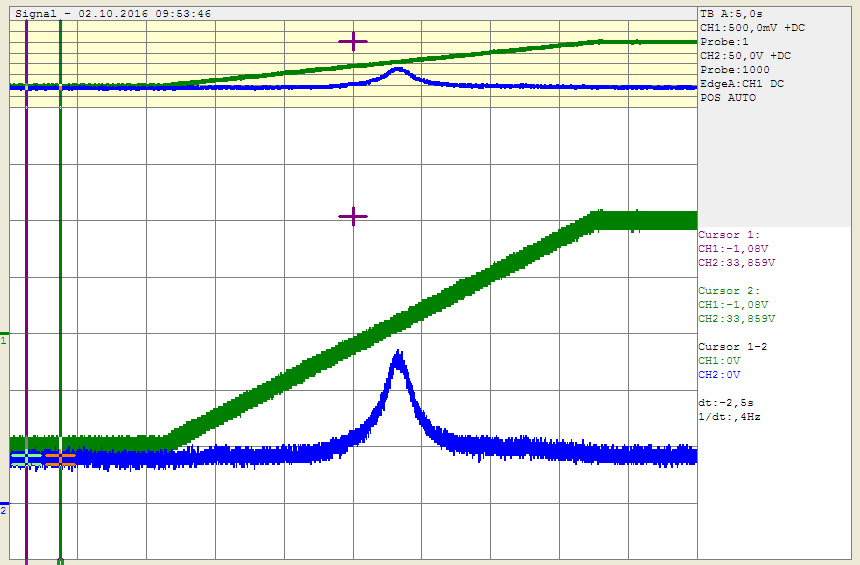 Signal - 02.10.2016 09:53:46
TB A:5,0s
CH1:500,0mV +DC
Probe:1
CH2:50,0V +DC
Probe:1000
EdgeA:CH1 DC
POS AUTO
Cursor 1:
CH1:-1,08V
CH2:33,859V
Cursor 2:
CH1:-1,08V
CH2:33,859V
Cursor 1-2
CH1:0V
CH2:0V
dt:-2,5s
1/dt:,4Hz
1
2